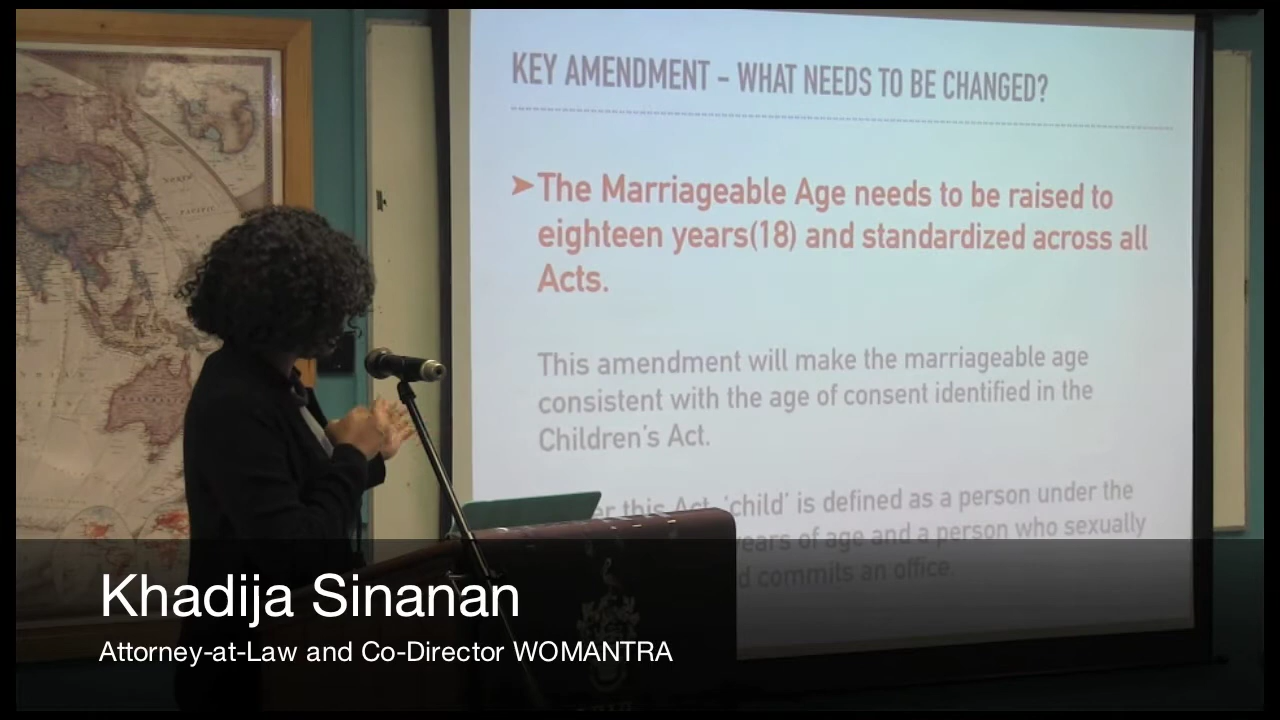 KEY AMENDMENT – WHAT NEEDS TO BE CHANGED?
➤The Marriageable Age needs to be raised to
eighteen years(18) and standardized across all
Acts.
This amendment will make the marriageable age
consistent with the age of consent identified in the
Children's Act.
this Act, 'child' is defined as a person under the
years of age and a person who sexually
commits an office.
Khadija Sinanan
Attorney-at-Law and Co-Director WOMANTRA